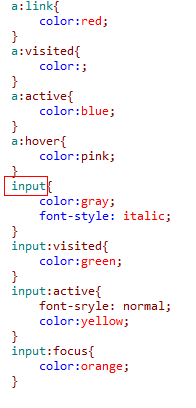 a:link{
color:red;
}
a:visited{
color:;
}
a:active{
color:blue;
}
a:hover{
color:pink;
}
input{
color:gray;
font-style: italic;
}
input:visited{
color:green;
}
input:active{
font-sryle: normal;
color:yellow;
}
input:focus{
color:orange;
}